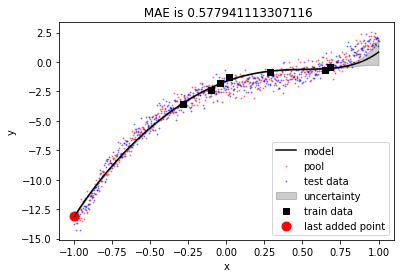 MAE is 0.577941113307116
2.5
0.0
−2.5
−5.0
−7.5
−10.0
−12.5
−15.0
y
model
pool
test data
uncertainty
train data
last added point
−1.00 −0.75 −0.50 −0.25 0.00 0.25 0.50 0.75 1.00
x